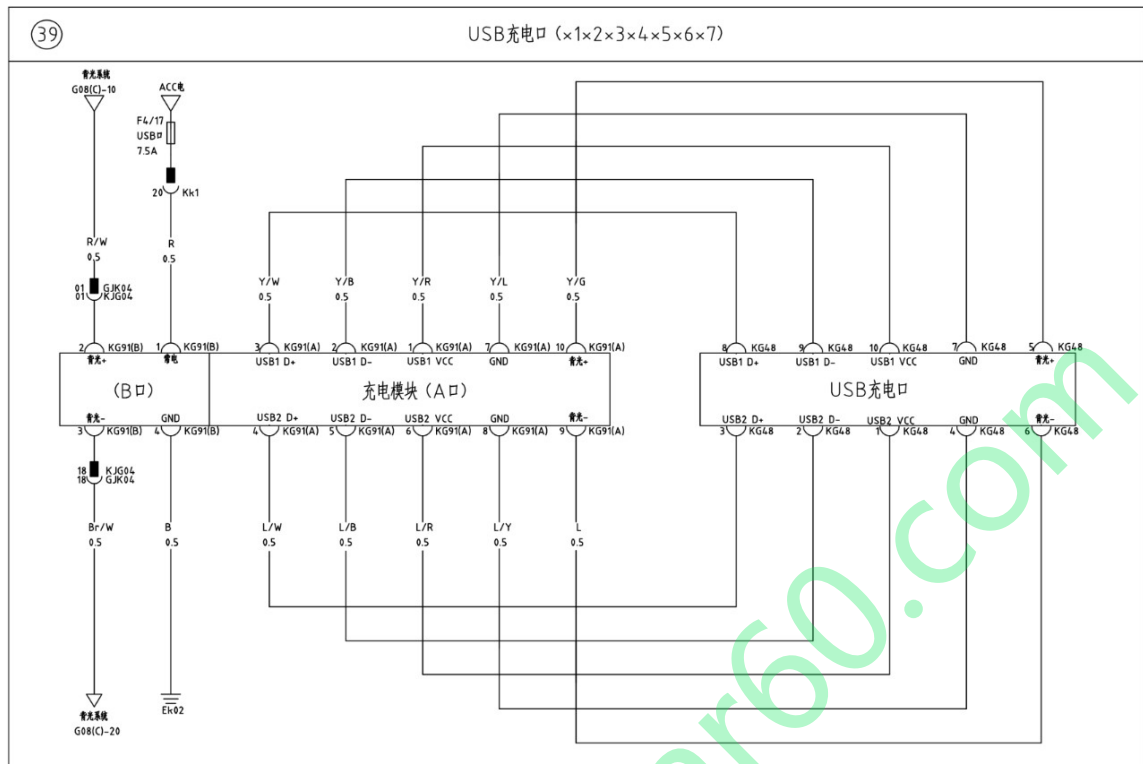 39
USB充电口 (×1×2×3×4×5×6×7)
背光系统
G08(C)-10
ACC电
F4/17
USB口
7.5A
20 Kk1
R/W
0.5
R
0.5
Y/W
0.5
Y/B
0.5
Y/R
0.5
Y/L
0.5
Y/G
0.5
01 GJK04
01 KJG04
2 KG91(B)
1 KG91(B)
3 KG91(A)
2 KG91(A)
1 KG91(A)
7 KG91(A)
10 KG91(A)
8 KG48
9 KG48
10 KG48
7 KG48
5 KG48
背光+
常电
USB1 D+
USB1 D-
USB1 VCC
GND
背光+
USB1 D+
USB1 D-
USB1 VCC
GND
背光+
(B口)
充电模块 (A口)
USB充电口
背光-
GND
USB2 D+
USB2 D-
USB2 VCC
GND
背光-
USB2 D+
USB2 D-
USB2 VCC
GND
背光-
3 KG91(B)
4 KG91(B)
4 KG91(A)
5 KG91(A)
6 KG91(A)
8 KG91(A)
9 KG91(A)
3 KG48
2 KG48
1 KG48
4 KG48
6 KG48
18 KJG04
18 GJK04
Br/W
0.5
B
0.5
L/W
0.5
L/B
0.5
L/R
0.5
L/Y
0.5
L
0.5
Ek02
背光系统
G08(C)-20
ar60.com